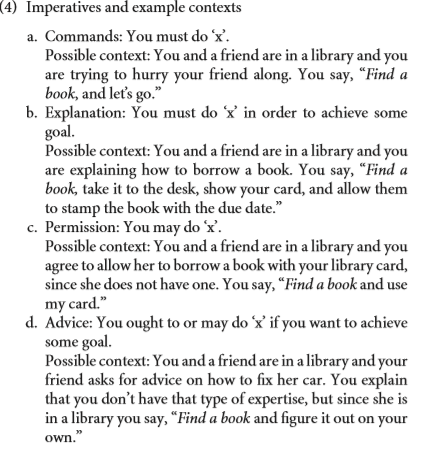 (4) Imperatives and example contexts
a. Commands: You must do ‘x’.
Possible context: You and a friend are in a library and you
are trying to hurry your friend along. You say, “Find a
book, and let’s go.”
b. Explanation: You must do ‘x’ in order to achieve some
goal.
Possible context: You and a friend are in a library and you
are explaining how to borrow a book. You say, “Find a
book, take it to the desk, show your card, and allow them
to stamp the book with the due date.”
c. Permission: You may do ‘x’.
Possible context: You and a friend are in a library and you
agree to allow her to borrow a book with your library card,
since she does not have one. You say, “Find a book and use
my card.”
d. Advice: You ought to or may do ‘x’ if you want to achieve
some goal.
Possible context: You and a friend are in a library and your
friend asks for advice on how to fix her car. You explain
that you don’t have that type of expertise, but since she is
in a library you say, “Find a book and figure it out on your
own.”